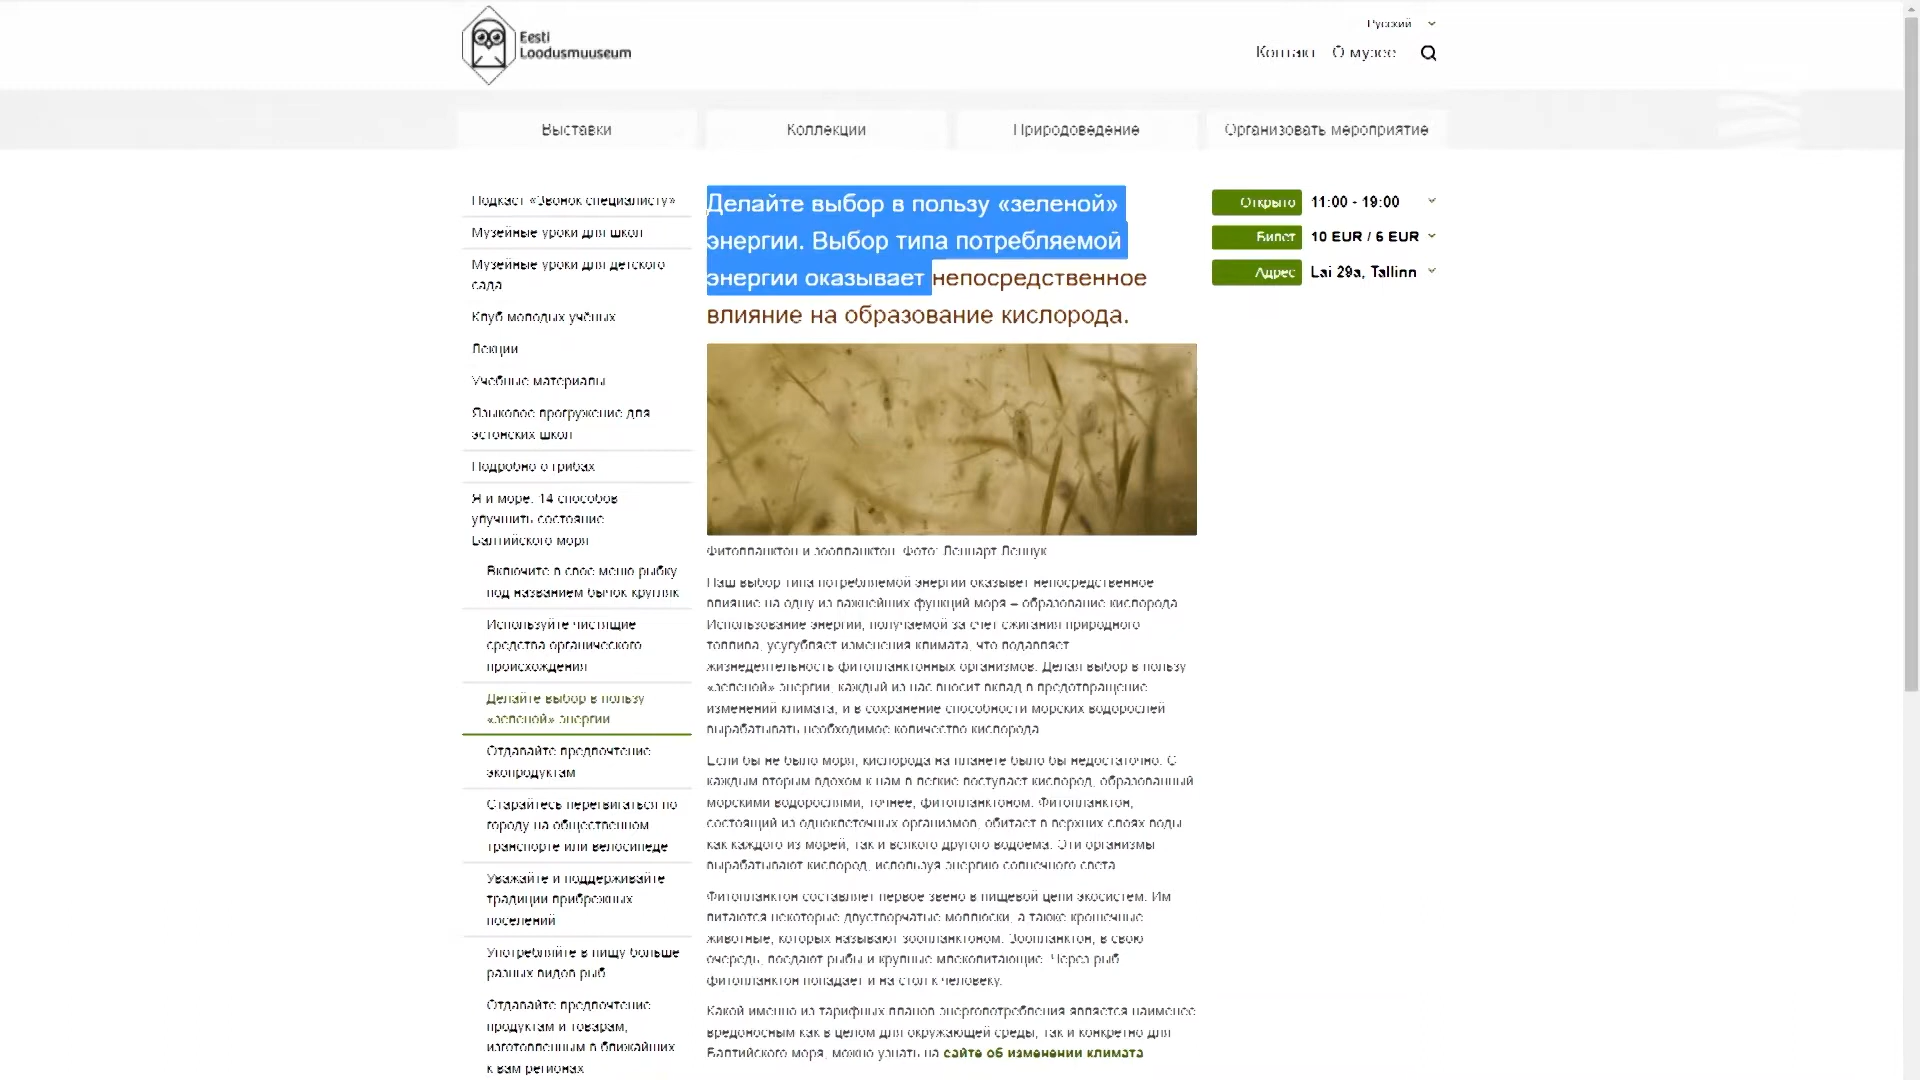 Eesti
Loodusmuuseum
Русский
Контакт
О музее
Выставки
Коллекции
Природоведение
Организовать мероприятие
Подкаст «Звонок специалисту»
Музейные уроки для школ
Музейные уроки для детского
сада
Клуб молодых учёных
Лекции
Учебные материалы
Языковое прогружение для
эстонских школ
Подробно о грибах
Я и море. 14 способов
улучшить состояние
Балтийского моря
Включите в свое меню рыбку
под названием бычок кругляк
Используйте чистящие
средства органического
происхождения
Делайте выбор в пользу
«зеленой» энергии
Отдавайте предпочтение
экопродуктам
Старайтесь перегвигаться по
городу на общественном
транспорте или велосипеде
Уважайте и поддерживайте
традиции прибрежных
поселений
Употребляйте в пищу больше
разных видов рыб
Отдавайте предпочтение
продуктам и товарам,
изготовленным в ближайших
к вам регионах
Делайте выбор в пользу «зеленой»
энергии. Выбор типа потребляемой
энергии оказывает непосредственное
влияние на образование кислорода.
Фитопланктон и зоопланктон. Фото: Леннарт Леннук
Наш выбор типа потребляемой энергии оказывет непосредственное
влияние на одну из важнейших функций моря – образование кислорода.
Использование энергии, получаемой за счет сжигания природного
топлива, усугубляет изменения климата, что подавляет
жизнедеятельность фитопланктонных организмов. Делая выбор в пользу
«зеленой» энергии, каждый из нас вносит вклад в предотвращение
изменений климата, и в сохранение способности морских водорослей
вырабатывать необходимое количество кислорода.
Если бы не было моря, кислорода на планете было бы недостаточно. С
каждым вторым вдохом к нам в легкие поступает кислород, образованный
морскими водорослями, точнее, фитопланктоном. Фитопланктон,
состоящий из одноклеточных организмов, обитает в верхних слоях воды
как каждого из морей, так и всякого другого водоема. Эти организмы
вырабатывают кислород, используя энергию солнечного света.
Фитопланктон составляет первое звено в пищевой цепи экосистем. Им
питаются некоторые двустворчатые моллюски, а также крошечные
животные, которых называют зоопланктоном. Зоопланктон, в свою
очередь, поедают рыбы и крупные млекопитающие. Через рыб
фитопланктон попадает и на стол к человеку.
Какой именно из тарифных планов энергопотребления является наименее
вредоносным как в целом для окружающей среды, так и конкретно для
Балтийского моря, можно узнать на сайте об изменении климата
Открыто 11:00 - 19:00
Билет 10 EUR / 6 EUR
Адрес Lai 29a, Tallinn